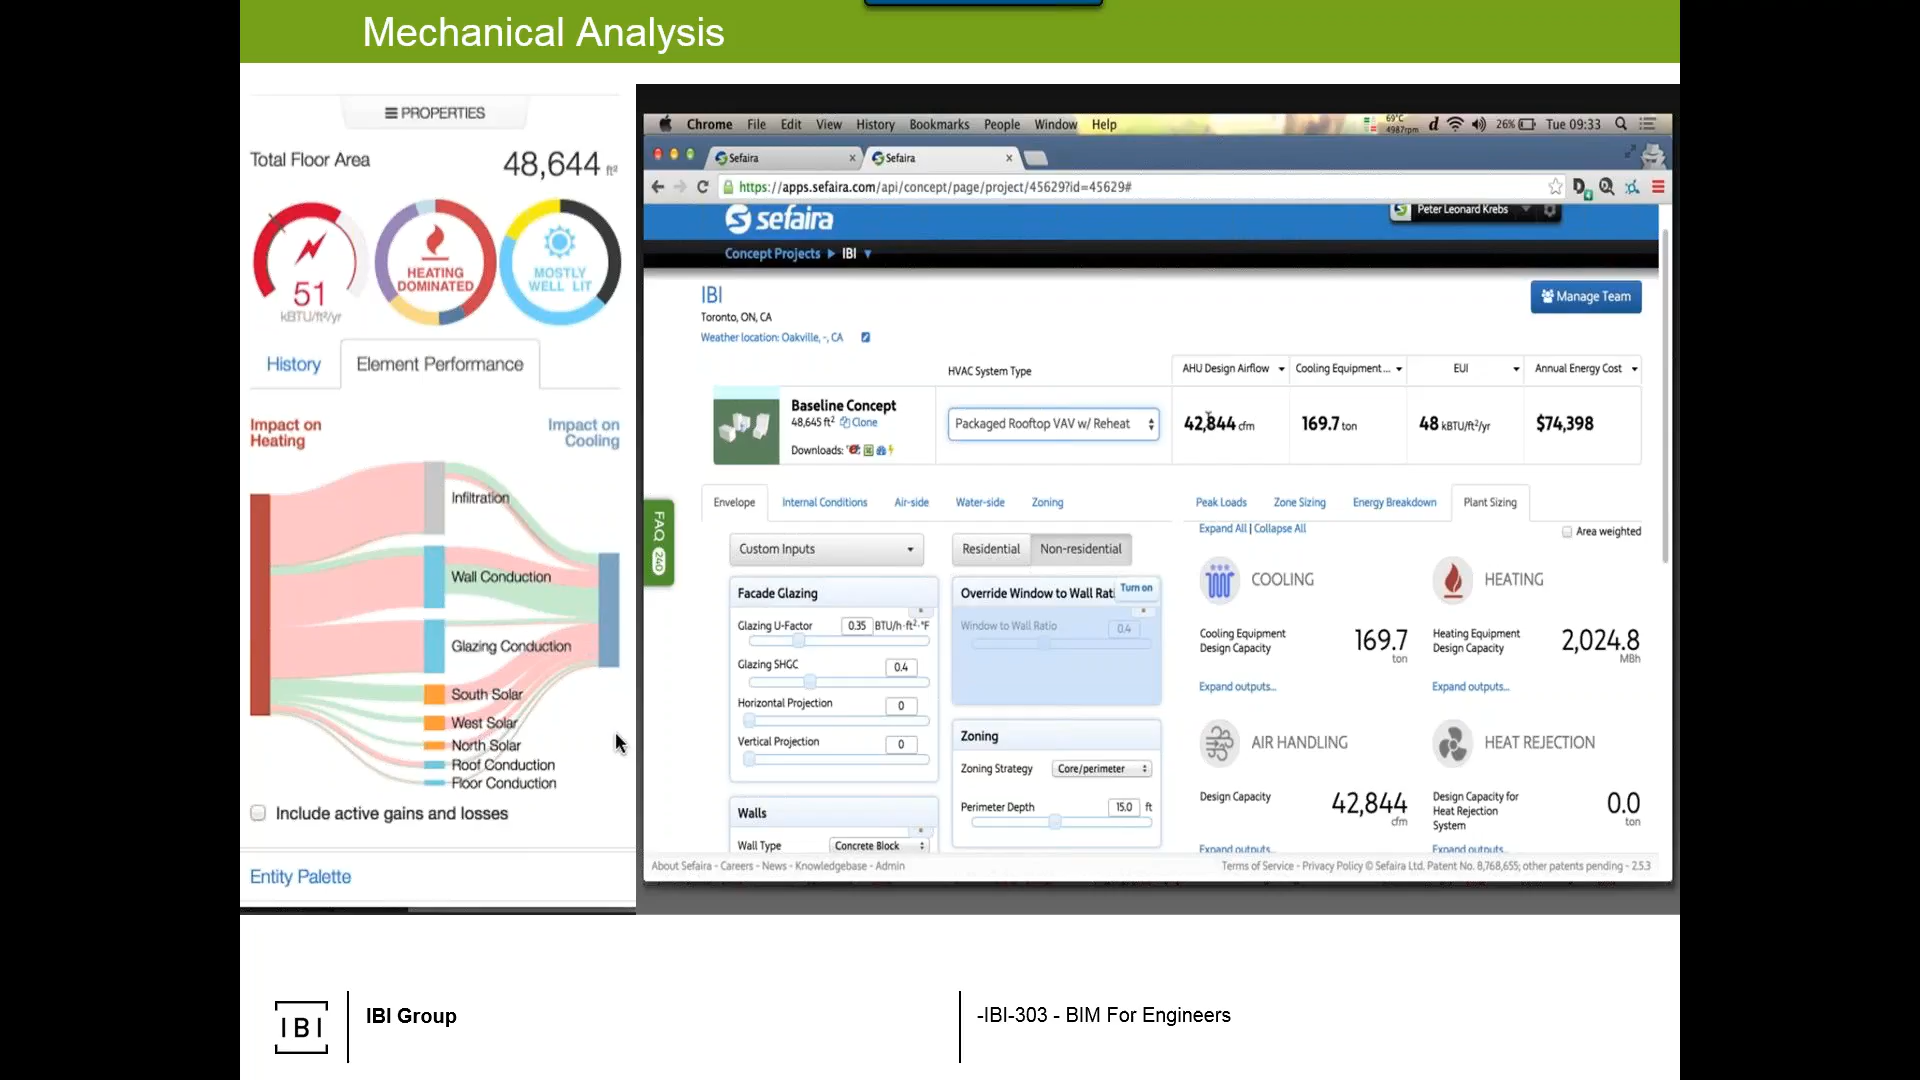 Mechanical Analysis
PROPERTIES
Total Floor Area 48,644 ft²
51
kBTU/ft²/yr
HEATING
DOMINATED
MOSTLY
WELL LIT
History
Element Performance
Impact on
Heating
Impact on
Cooling
Infiltration
Wall Conduction
Glazing Conduction
South Solar
West Solar
North Solar
Roof Conduction
Floor Conduction
Include active gains and losses
Entity Palette
Chrome File Edit View History Bookmarks People Window Help
69°C
4987rpm
26%
Tue 09:33
Sefaira
Sefaira
https://apps.sefaira.com/api/concept/page/project/45629?id=45629#
sefaira
Peter Leonard Krebs
Concept Projects IBI
IBI
Toronto, ON, CA
Weather location: Oakville, -, CA
Manage Team
HVAC System Type
AHU Design Airflow
Cooling Equipment...
EUI
Annual Energy Cost
Baseline Concept
48,645 ft² Clone
Downloads:
Packaged Rooftop VAV w/ Reheat
42,844 cfm
169.7 ton
48 kBTU/ft²/yr
$74,398
FAQ 240
Envelope
Internal Conditions
Air-side
Water-side
Zoning
Peak Loads
Zone Sizing
Energy Breakdown
Plant Sizing
Expand All | Collapse All
Area weighted
Custom Inputs
Residential
Non-residential
Facade Glazing
Glazing U-Factor 0.35 BTU/h·ft²·°F
Glazing SHGC 0.4
Horizontal Projection 0
Vertical Projection 0
Walls
Wall Type Concrete Block
Override Window to Wall Rati
Turn on
Window to Wall Ratio 0.4
Zoning
Zoning Strategy Core/perimeter
Perimeter Depth 15.0 ft
COOLING
Cooling Equipment
Design Capacity
169.7
ton
Expand outputs...
HEATING
Heating Equipment
Design Capacity
2,024.8
MBh
Expand outputs...
AIR HANDLING
Design Capacity
42,844
cfm
Expand outputs...
HEAT REJECTION
Design Capacity for
Heat Rejection
System
0.0
ton
Expand outputs...
About Sefaira - Careers - News - Knowledgebase - Admin
Terms of Service - Privacy Policy © Sefaira Ltd. Patent No. 8,768,655; other patents pending - 2.5.3
IBI
IBI Group
-IBI-303 - BIM For Engineers